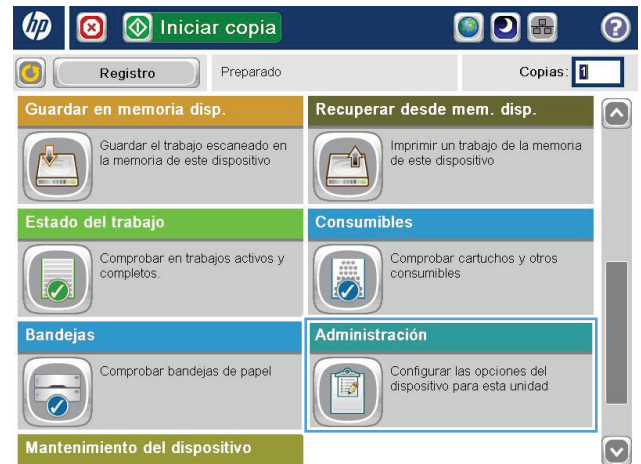 hp
Iniciar copia
?
Registro
Preparado
Copias: 1
Guardar en memoria disp.
Guardar el trabajo escaneado en
la memoria de este dispositivo
Recuperar desde mem. disp.
Imprimir un trabajo de la memoria
de este dispositivo
Estado del trabajo
Comprobar en trabajos activos y
completos.
Consumibles
Comprobar cartuchos y otros
consumibles
Bandejas
Comprobar bandejas de papel
Administración
Configurar las opciones del
dispositivo para esta unidad
Mantenimiento del dispositivo